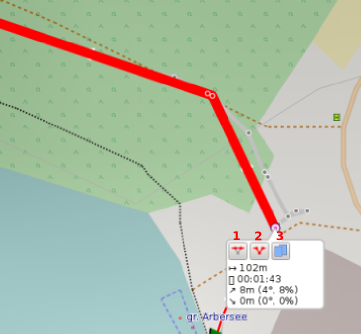 1 2 3
↦ 102m
00:01:43
↗ 8m (4°, 8%)
↘ 0m (0°, 0%)
gr. Arbersee